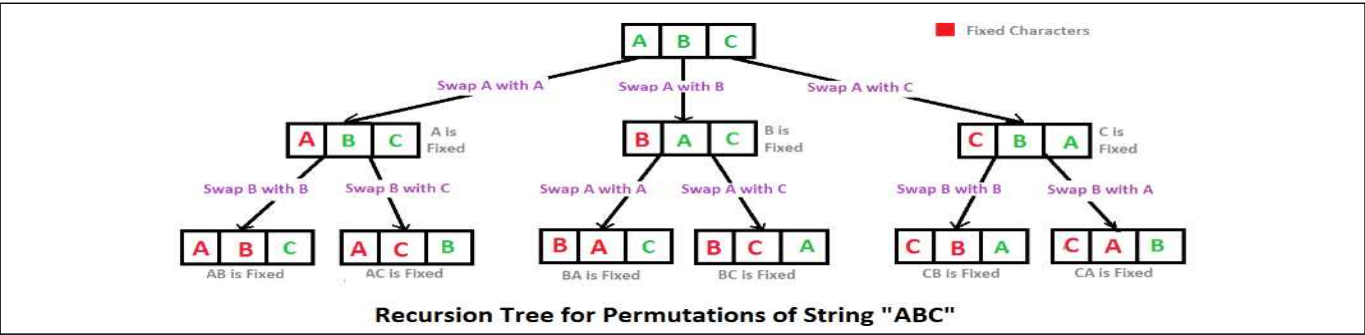 A B C
Fixed Characters
Swap A with A
Swap A with B
Swap A with C
A B C
A is
Fixed
B A C
B is
Fixed
C B A
C is
Fixed
Swap B with B
Swap B with C
Swap A with A
Swap A with C
Swap B with B
Swap B with A
A B C
A C B
B A C
B C A
C B A
C A B
AB is Fixed
AC is Fixed
BA is Fixed
BC is Fixed
CB is Fixed
CA is Fixed
Recursion Tree for Permutations of String "ABC"